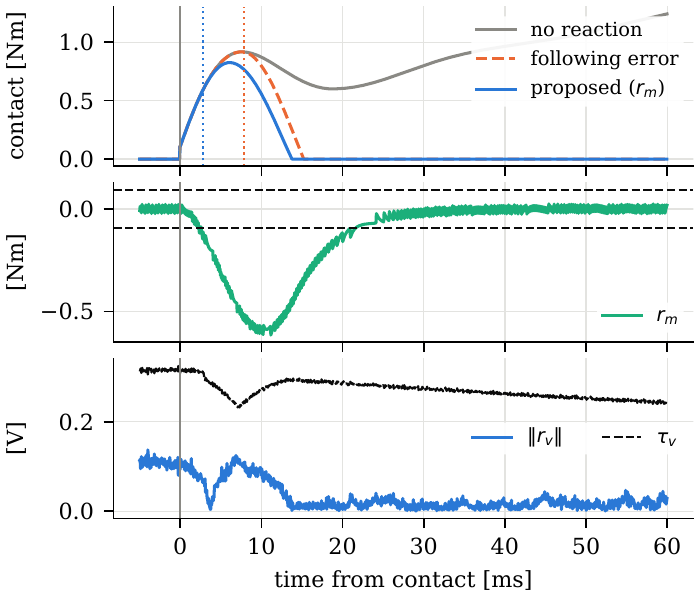 contact [Nm]
1.0
0.5
0.0
no reaction
following error
proposed (r_m)
[Nm]
0.0
−0.5
r_m
[V]
0.2
0.0
‖r_v‖
τ_v
0 10 20 30 40 50 60
time from contact [ms]